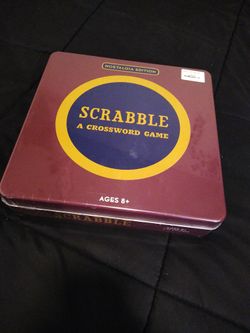 NOSTALGIA EDITION
SCRABBLE
A CROSSWORD GAME
AGES 8+
SCRABBLE